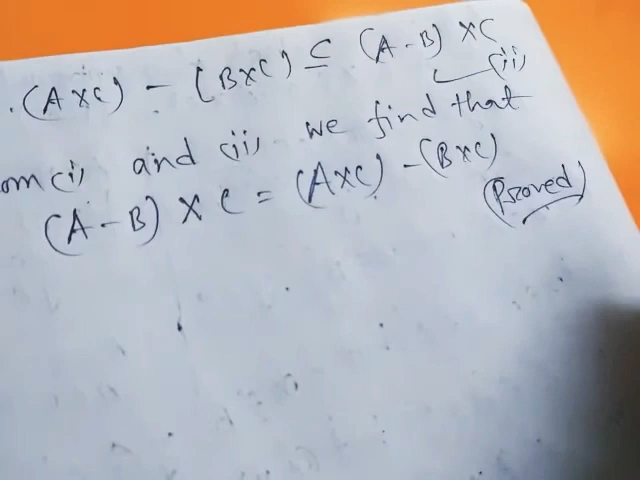 . (A x C) - (B x C) ⊆ (A - B) x C
(ii)
om (i) and (ii) we find that
(A - B) x C = (A x C) - (B x C)
(Proved)